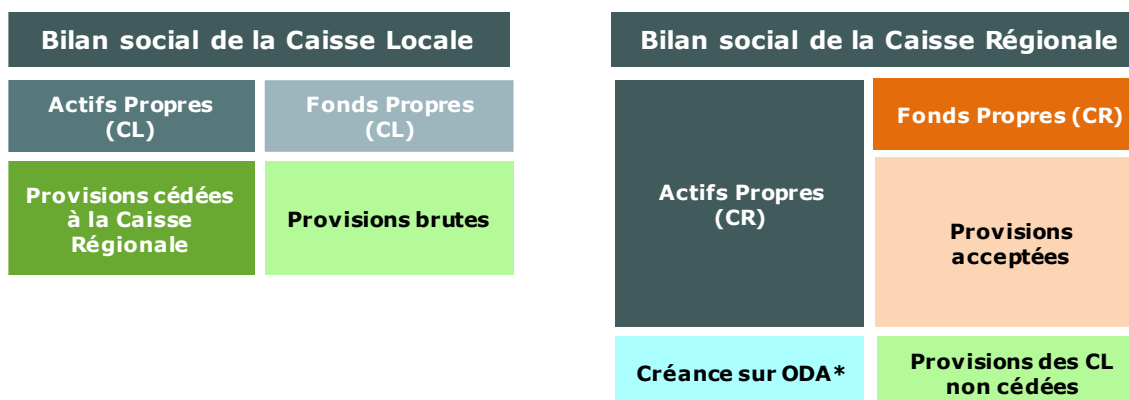 Bilan social de la Caisse Locale
Actifs Propres
(CL)
Fonds Propres
(CL)
Provisions cédées
à la Caisse
Régionale
Provisions brutes
Bilan social de la Caisse Régionale
Actifs Propres
(CR)
Fonds Propres (CR)
Provisions
acceptées
Créance sur ODA*
Provisions des CL
non cédées